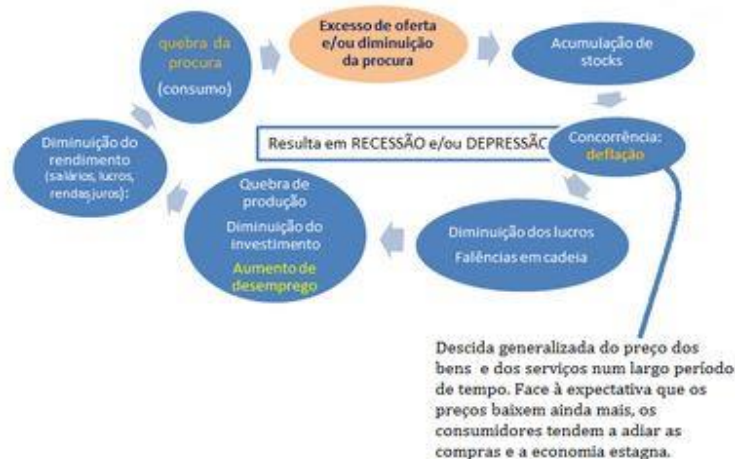 Excesso de oferta
e/ou diminuição
da procura
Acumulação de
stocks
Concorrência:
deflação
Diminuição dos lucros
Falências em cadeia
Quebra de
produção
Diminuição do
investimento
Aumento de
desemprego
Diminuição do
rendimento
(salários, lucros,
rendas juros):
quebra da
procura
(consumo)
Resulta em RECESSÃO e/ou DEPRESSÃO
Descida generalizada do preço dos
bens e dos serviços num largo período
de tempo. Face à expectativa que os
preços baixem ainda mais, os
consumidores tendem a adiar as
compras e a economia estagna.